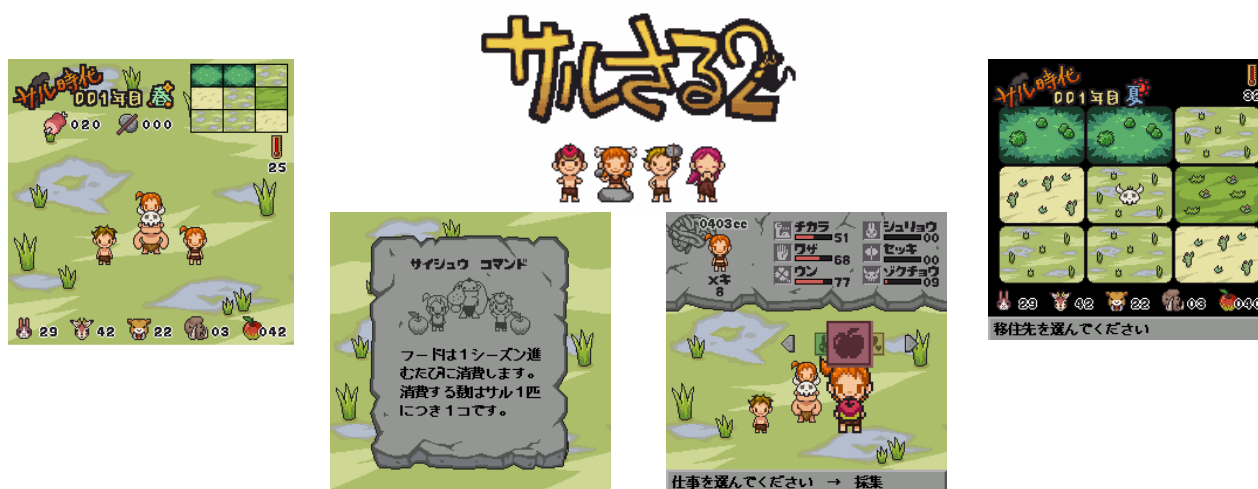 サルさる2
サル時代
001年目 春
020
000
25
29
42
22
03
042
サイシュウ コマンド
フードは1シーズン進
むたびに消費します。
消費する数はサル1匹
につき1コです。
0403cc
メキ
8
チカラ
51
ワザ
68
ウン
77
シュリョウ
00
セッキ
00
ゾクチョウ
09
仕事を選んでください → 採集
サル時代
001年目 夏
29
42
22
03
移住先を選んでください